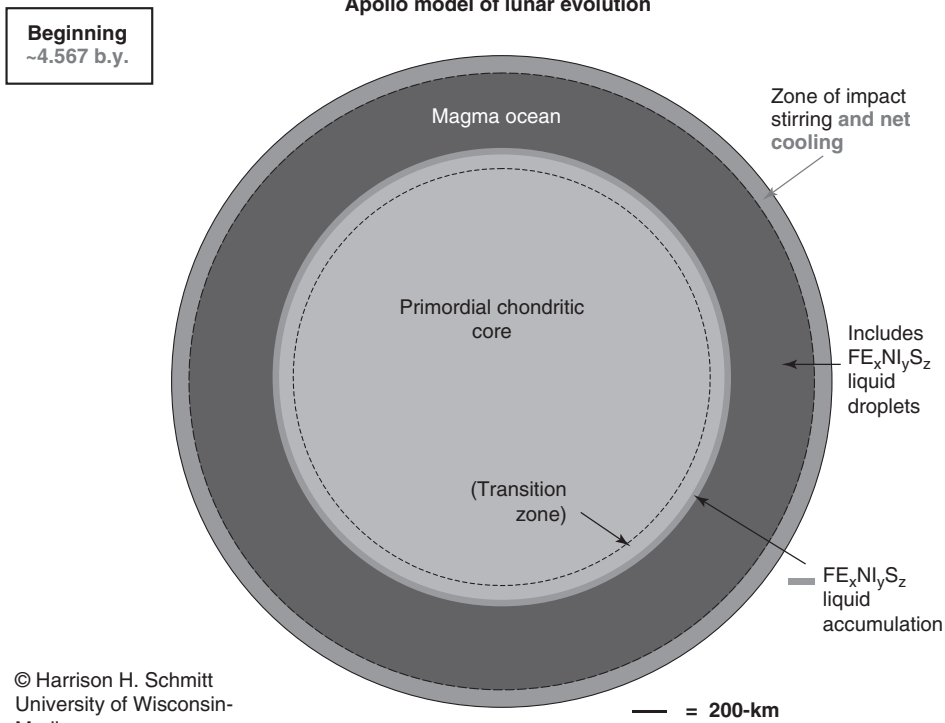 Apollo model of lunar evolution
Beginning
~4.567 b.y.
Magma ocean
Zone of impact
stirring and net
cooling
Primordial chondritic
core
Includes
FExNIySz
liquid
droplets
(Transition
zone)
FExNIySz
liquid
accumulation
© Harrison H. Schmitt
University of Wisconsin-
= 200-km